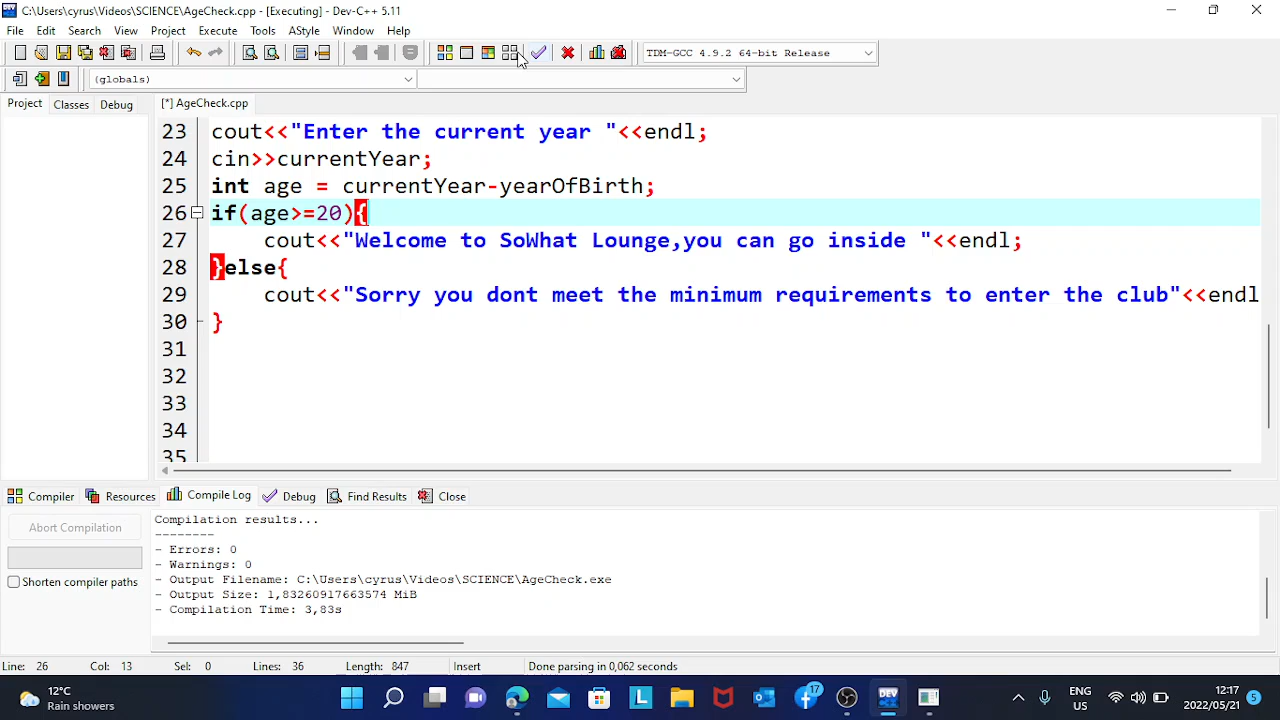 C:\Users\cyrus\Videos\SCIENCE\AgeCheck.cpp - [Executing] - Dev-C++ 5.11
File Edit Search View Project Execute Tools AStyle Window Help
TDM-GCC 4.9.2 64-bit Release
(globals)
Project Classes Debug [*] AgeCheck.cpp
23 cout<<"Enter the current year "<<endl;
24 cin>>currentYear;
25 int age = currentYear-yearOfBirth;
26 if(age>=20){
27 cout<<"Welcome to SoWhat Lounge,you can go inside "<<endl;
28 }else{
29 cout<<"Sorry you dont meet the minimum requirements to enter the club"<<endl
30 }
31
32
33
34
35
Compiler Resources Compile Log Debug Find Results Close
Abort Compilation
Shorten compiler paths
Compilation results...
--------
- Errors: 0
- Warnings: 0
- Output Filename: C:\Users\cyrus\Videos\SCIENCE\AgeCheck.exe
- Output Size: 1,83260917663574 MiB
- Compilation Time: 3,83s
Line: 26 Col: 13 Sel: 0 Lines: 36 Length: 847 Insert Done parsing in 0,062 seconds
12°C
Rain showers
L
17
DEV
ENG
US
12:17
2022/05/21
5